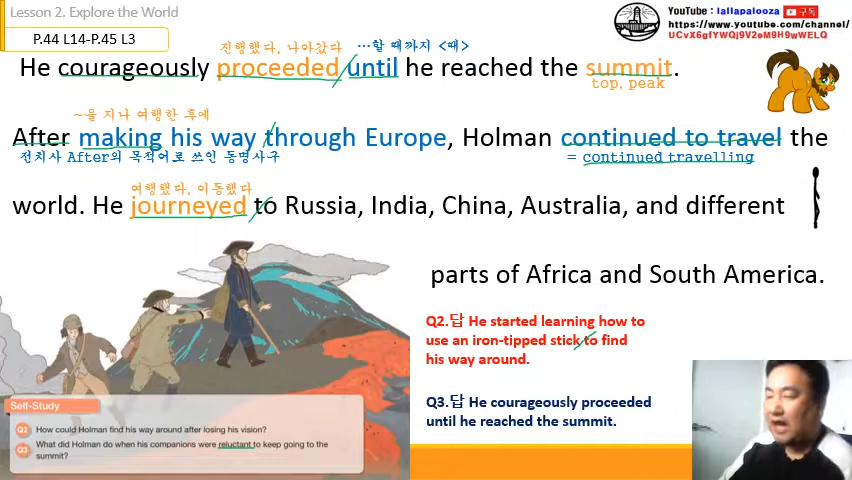 Lesson 2. Explore the World
P.44 L14-P.45 L3
YouTube : lallapalooza 구독
https://www.youtube.com/channel/
UCvX6gfYWQj9V2eM9H9wWELQ
진행했다, 나아갔다 …할 때까지 <때>
He courageously proceeded until he reached the summit.
top, peak
~을 지나 여행한 후에
After making his way through Europe, Holman continued to travel the
전치사 After의 목적어로 쓰인 동명사구 = continued travelling
여행했다, 이동했다
world. He journeyed to Russia, India, China, Australia, and different
parts of Africa and South America.
Q2.답 He started learning how to
use an iron-tipped stick to find
his way around.
Q3.답 He courageously proceeded
until he reached the summit.
Self-Study
Q2 How could Holman find his way around after losing his vision?
Q3 What did Holman do when his companions were reluctant to keep going to the
summit?